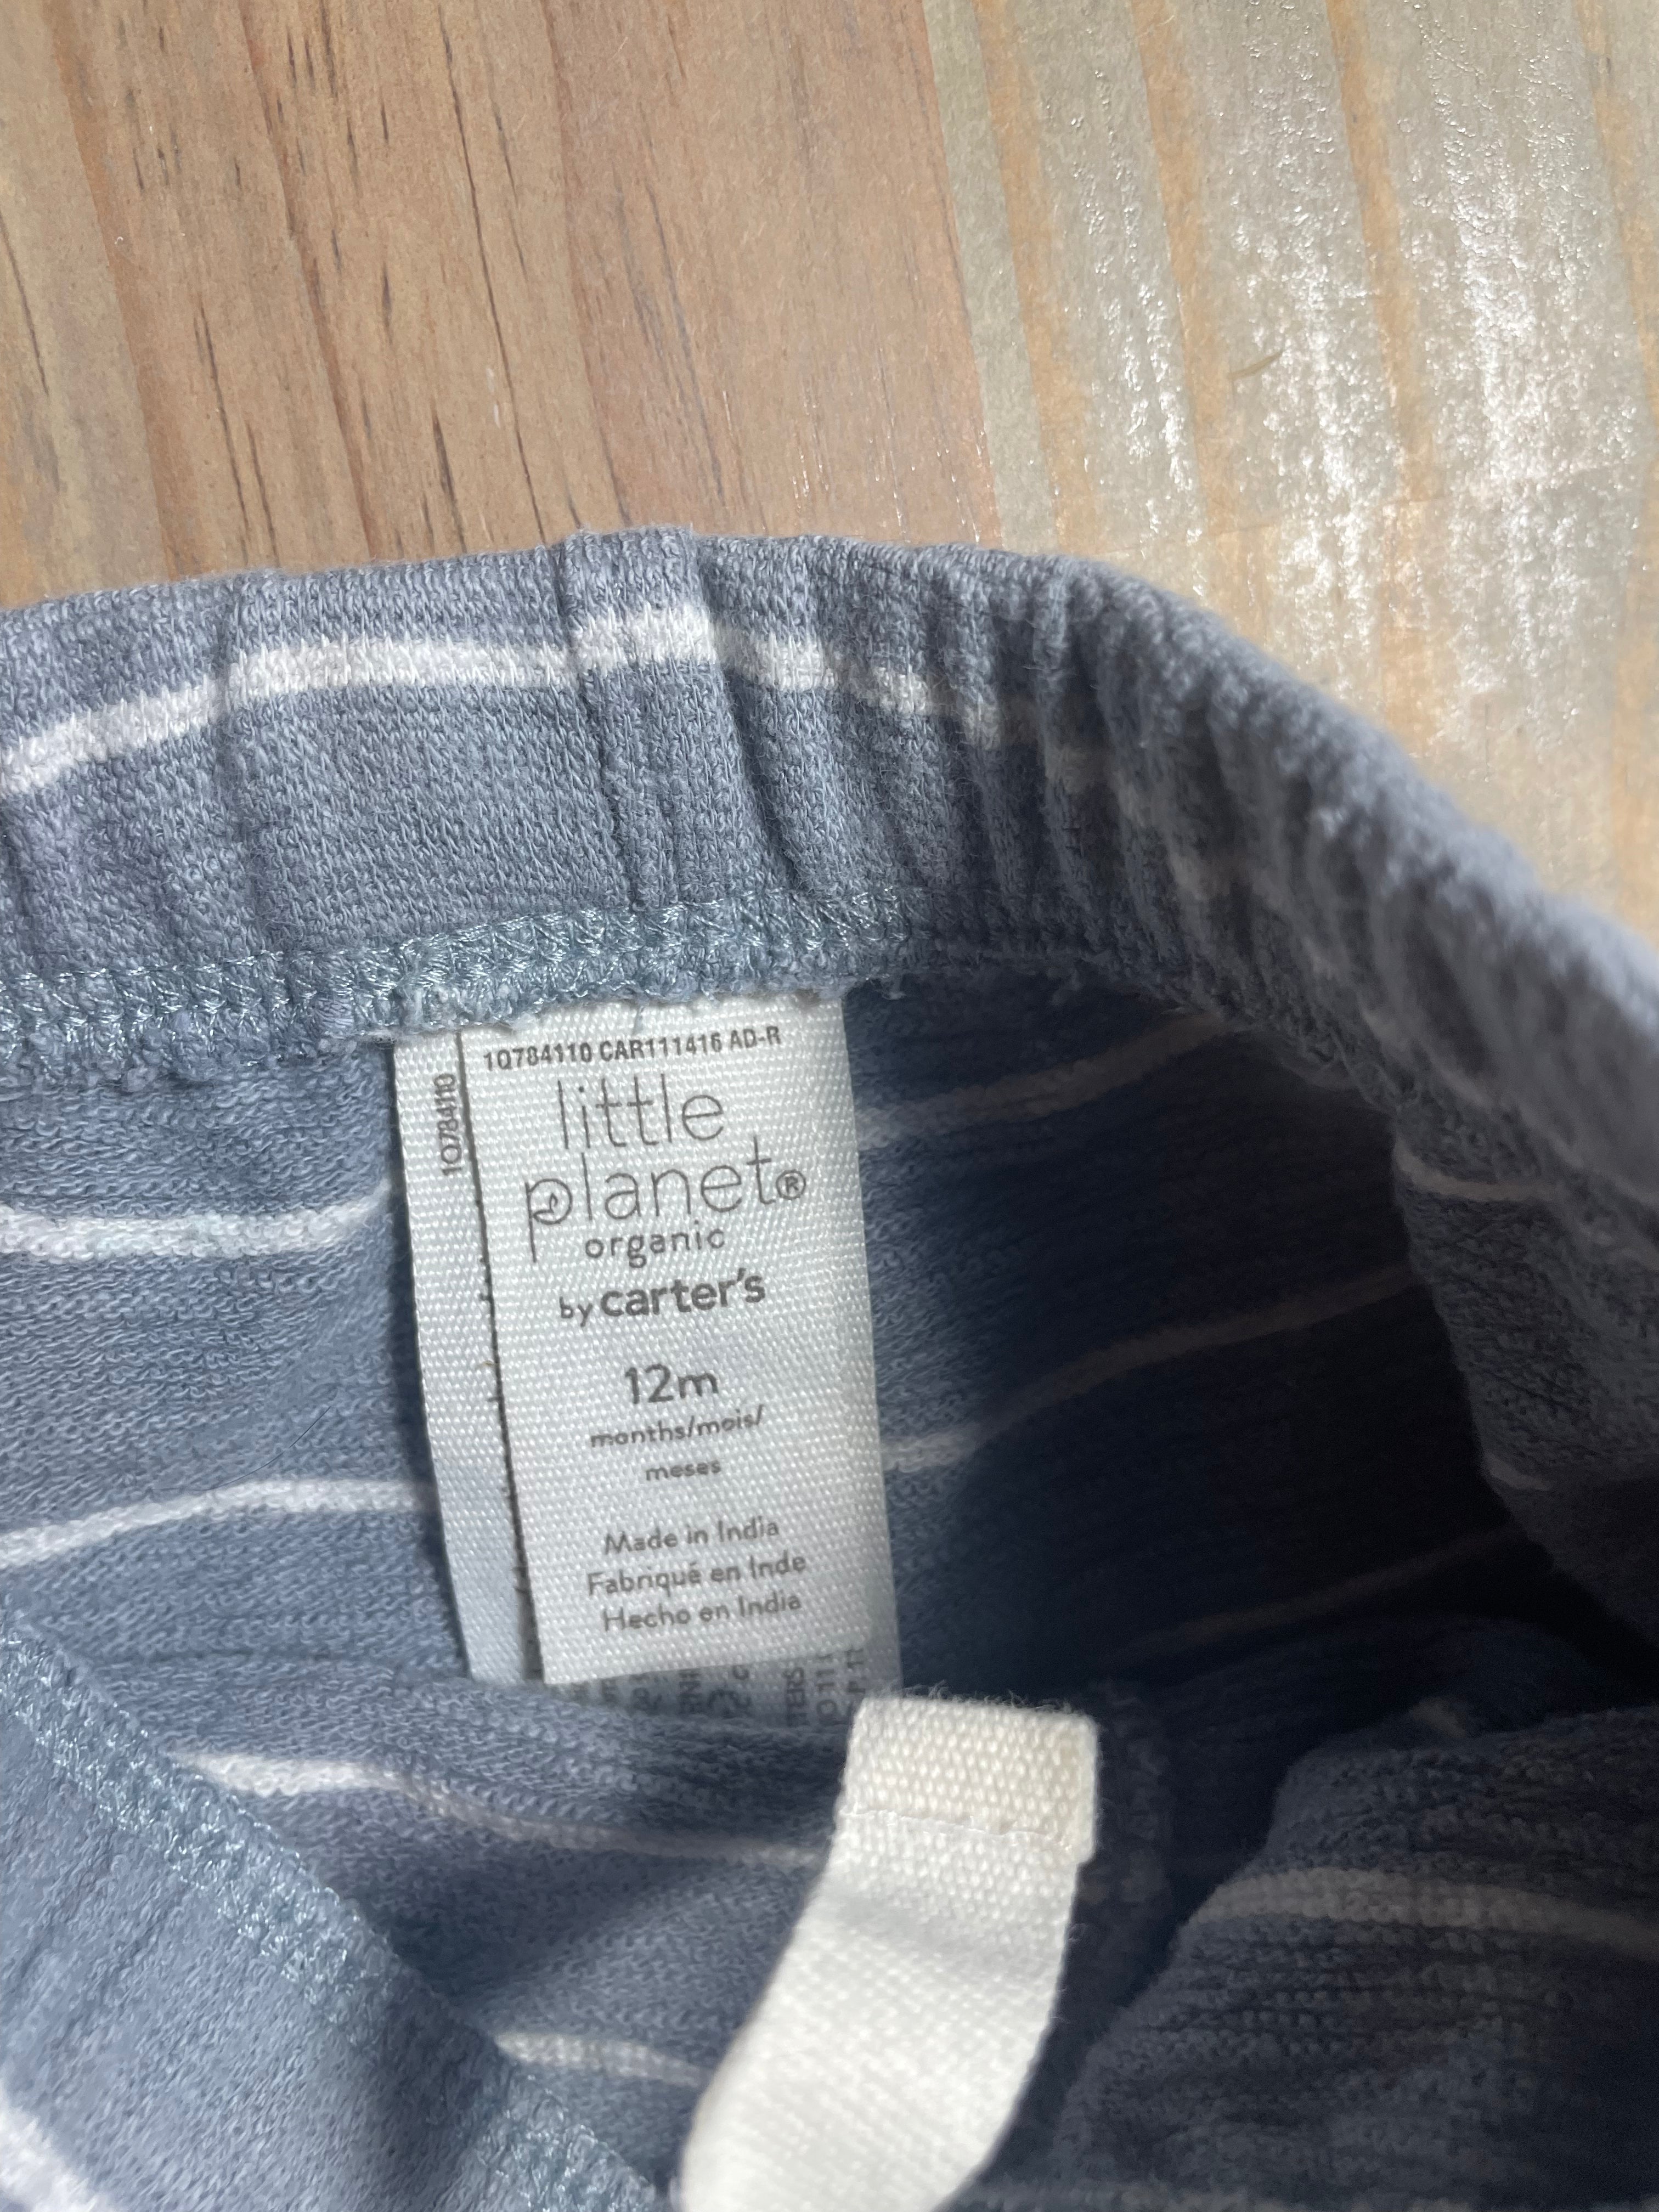 1Q784110 CAR111416 AD-R
1Q784110
little
planet®
organic
by carter's
12m
months/mois/
meses
Made in India
Fabriqué en Inde
Hecho en India